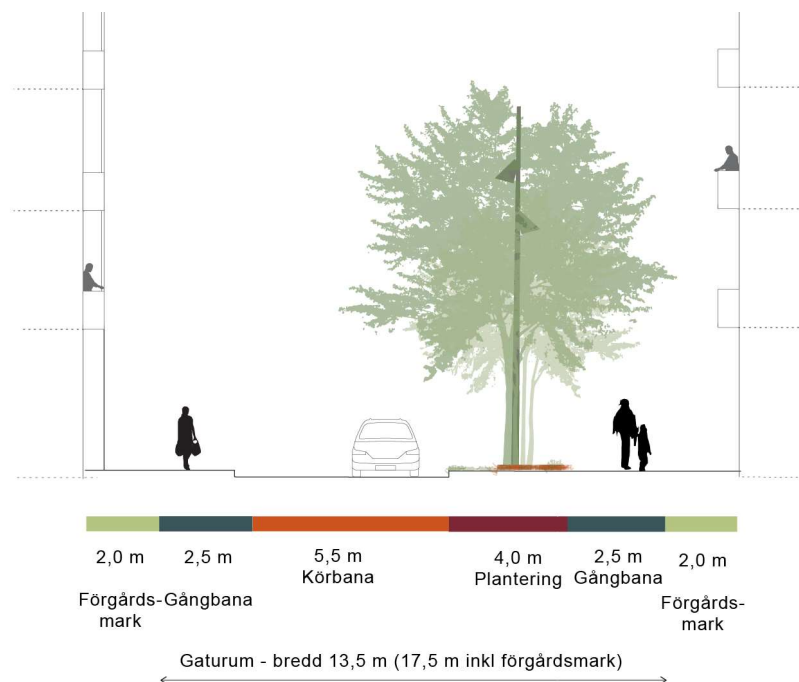 2,0 m
2,5 m
5,5 m
Körbana
4,0 m
Plantering
2,5 m
Gångbana
2,0 m
Förgårds-
mark
Gångbana
Förgårds-
mark
Gaturum - bredd 13,5 m (17,5 m inkl förgårdsmark)